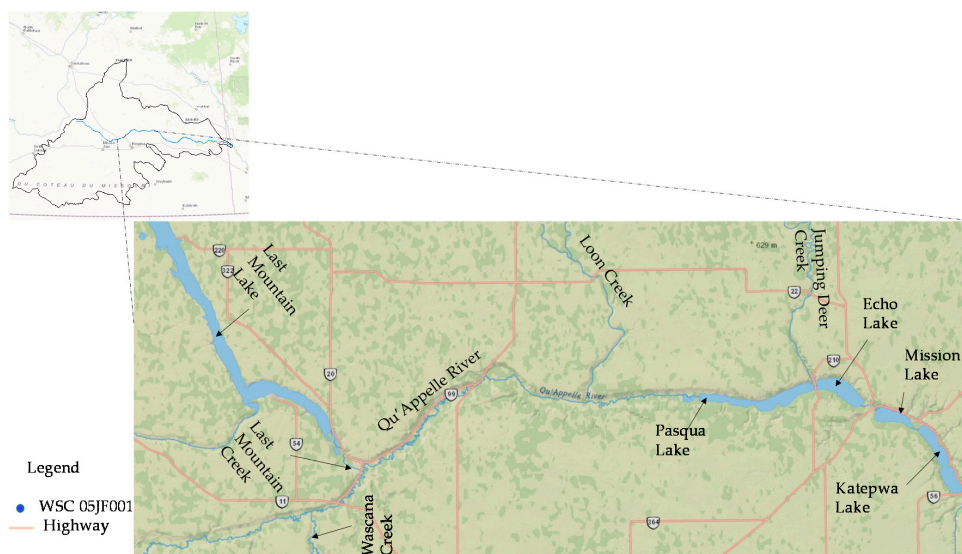 DU COTEAU DU MISSOU
220
322
Last
Mountain
Lake
Loon Creek
629 m
Jumping Deer
Creek
22
Echo
Lake
210
Mission
Lake
20
Qu'Appelle River
99
Qu'Appelle River
Pasqua
Lake
54
Last
Mountain
Creek
Katepwa
Lake
56
11
364
Wascana
Creek
Legend
WSC 05JF001
Highway